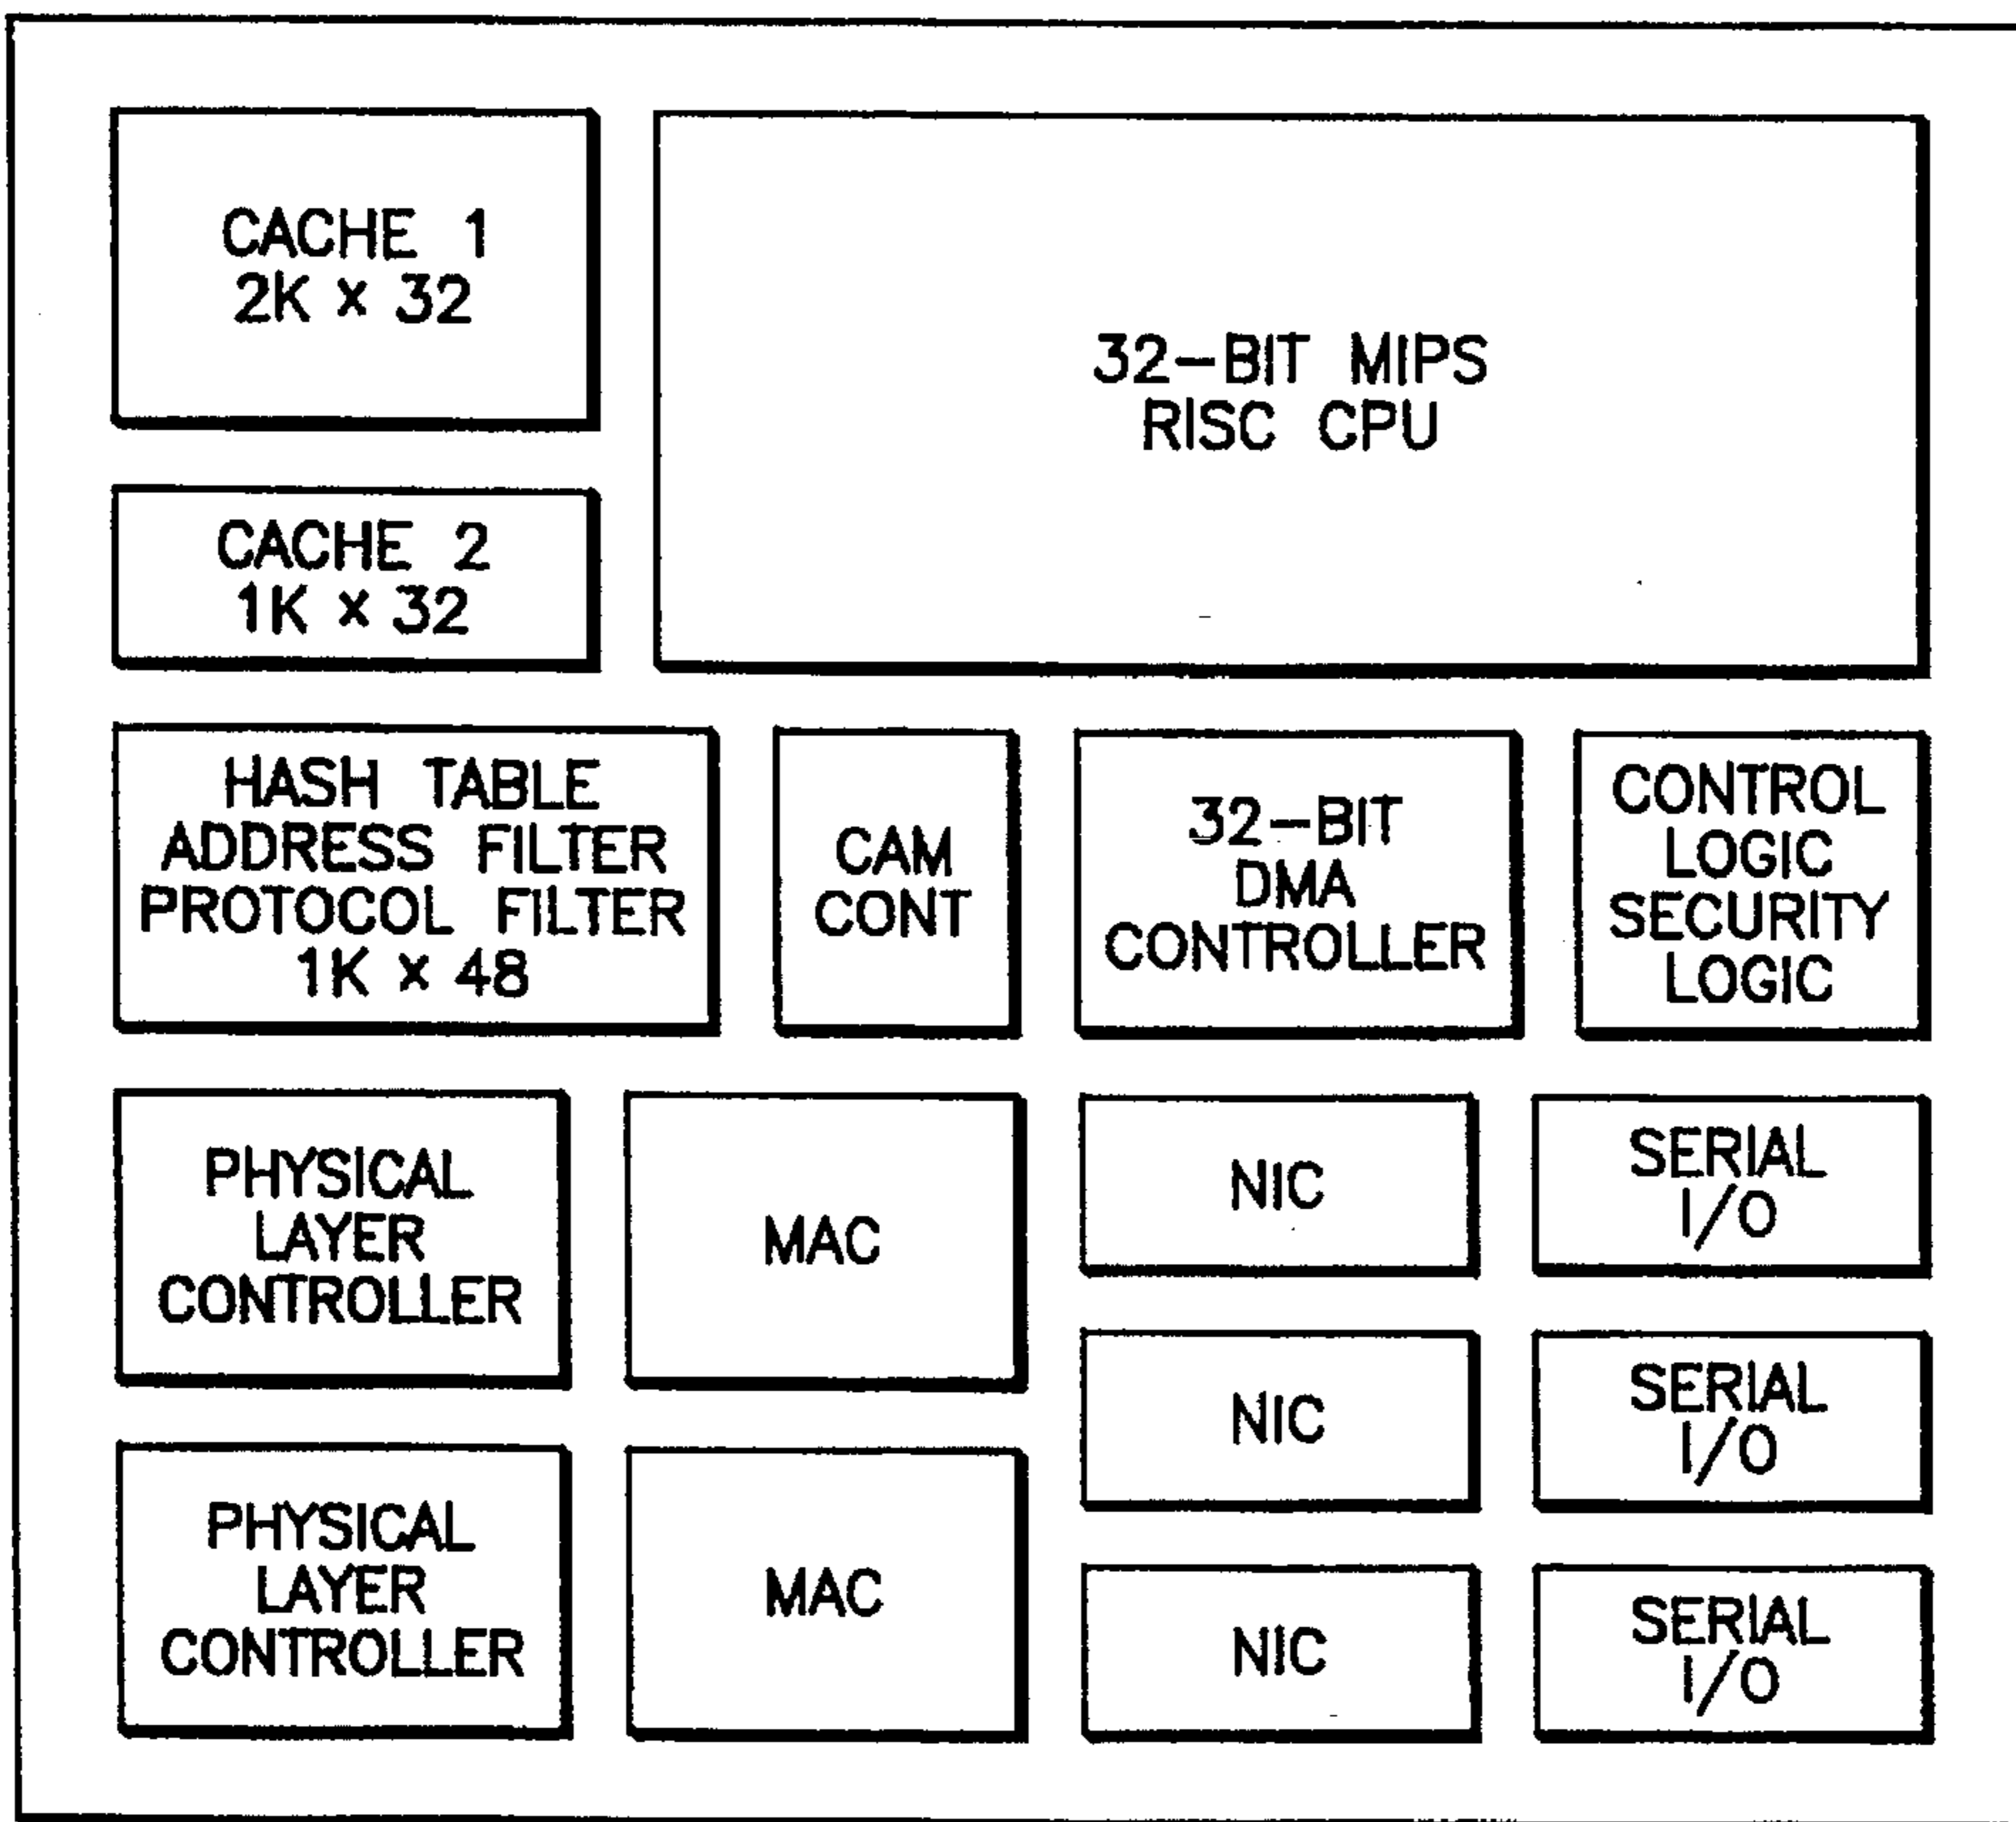 CACHE 1
2K × 32
32-BIT MIPS
RISC CPU
CACHE 2
1K × 32
HASH TABLE
ADDRESS FILTER
PROTOCOL FILTER
1K × 48
CAM
CONT
32-BIT
DMA
CONTROLLER
CONTROL
LOGIC
SECURITY
LOGIC
PHYSICAL
LAYER
CONTROLLER
MAC
NIC
SERIAL
I/O
NIC
SERIAL
I/O
PHYSICAL
LAYER
CONTROLLER
MAC
NIC
SERIAL
I/O